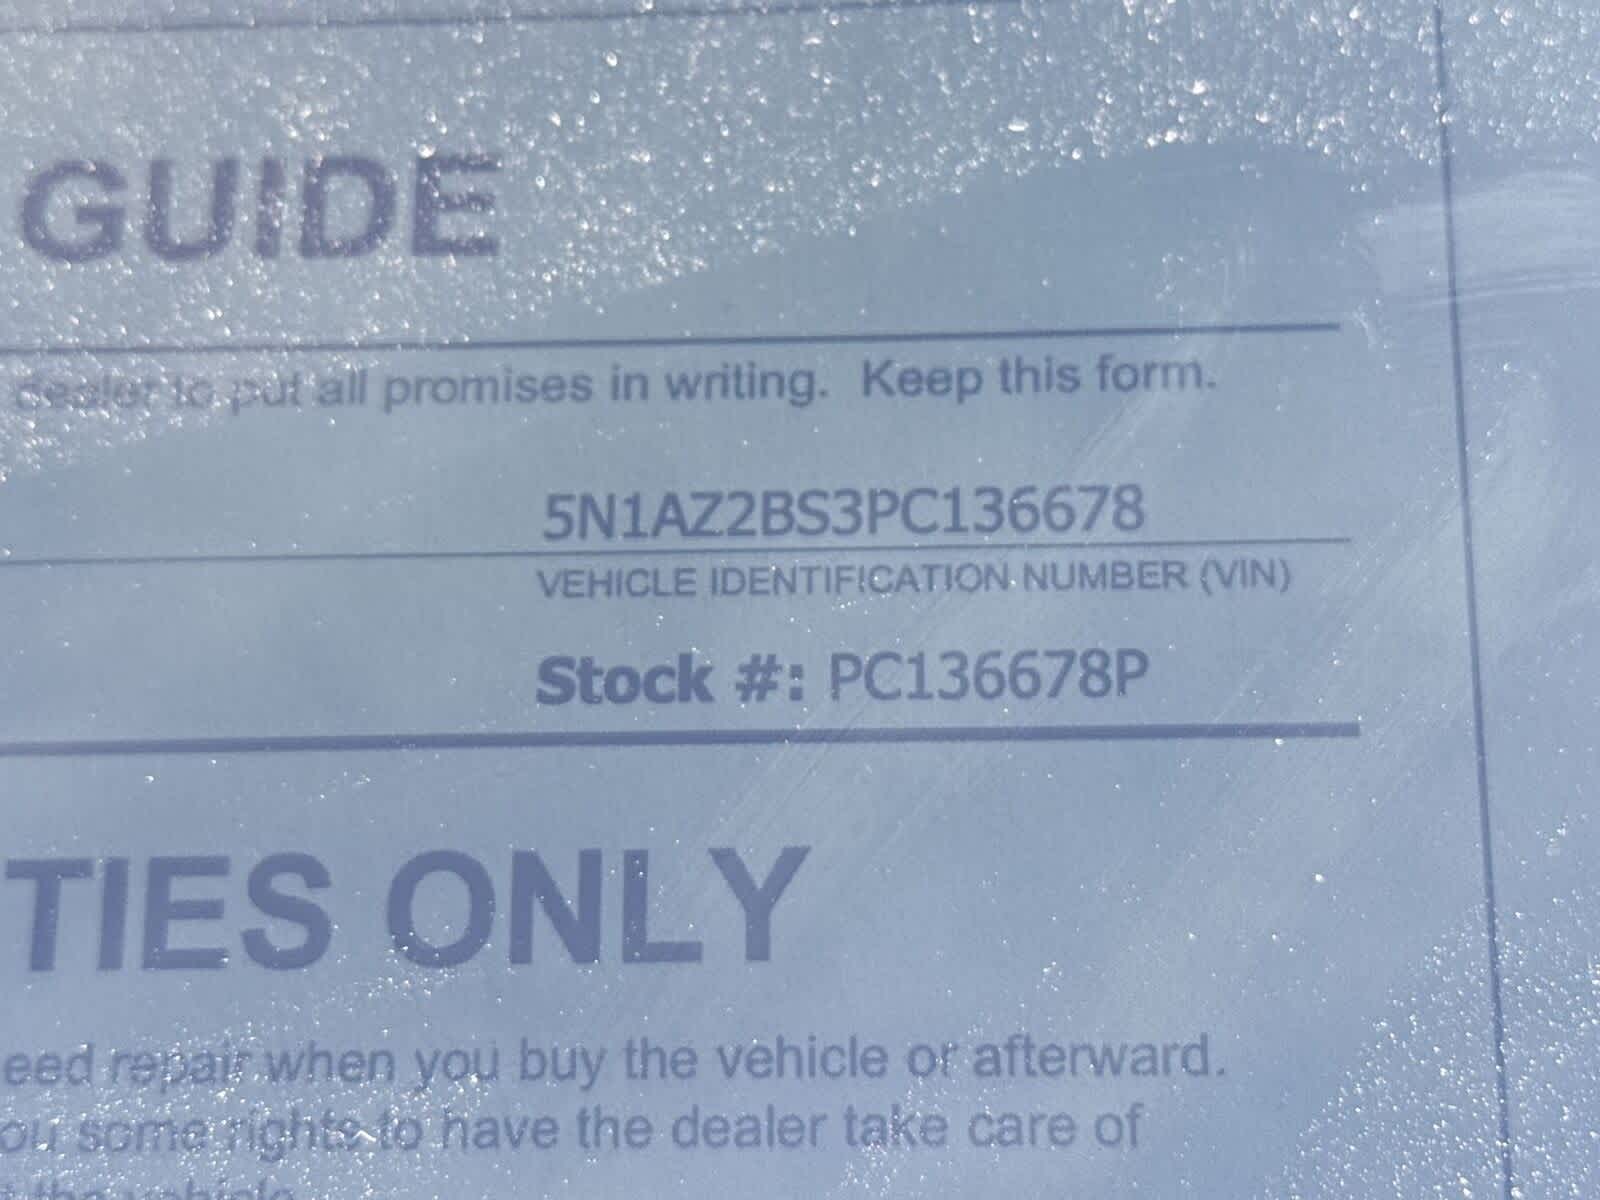 GUIDE
dealer to put all promises in writing. Keep this form.
5N1AZ2BS3PC136678
VEHICLE IDENTIFICATION NUMBER (VIN)
Stock #: PC136678P
TIES ONLY
eed repair when you buy the vehicle or afterward.
ou some rights to have the dealer take care of
t the vehicle